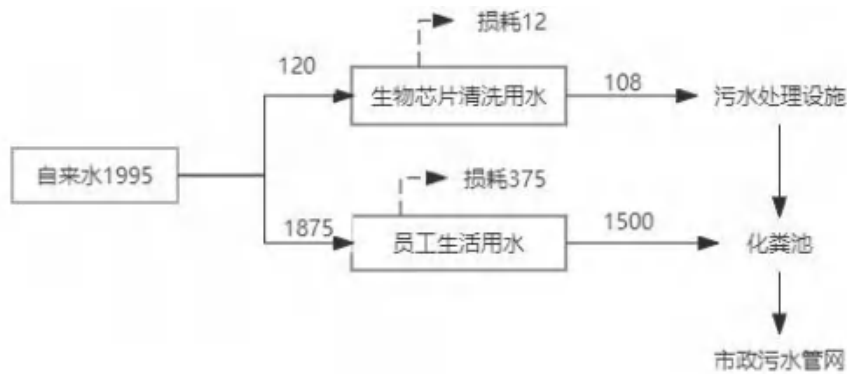 损耗12
120
生物芯片清洗用水
108
污水处理设施
自来水1995
损耗375
1875
员工生活用水
1500
化粪池
市政污水管网